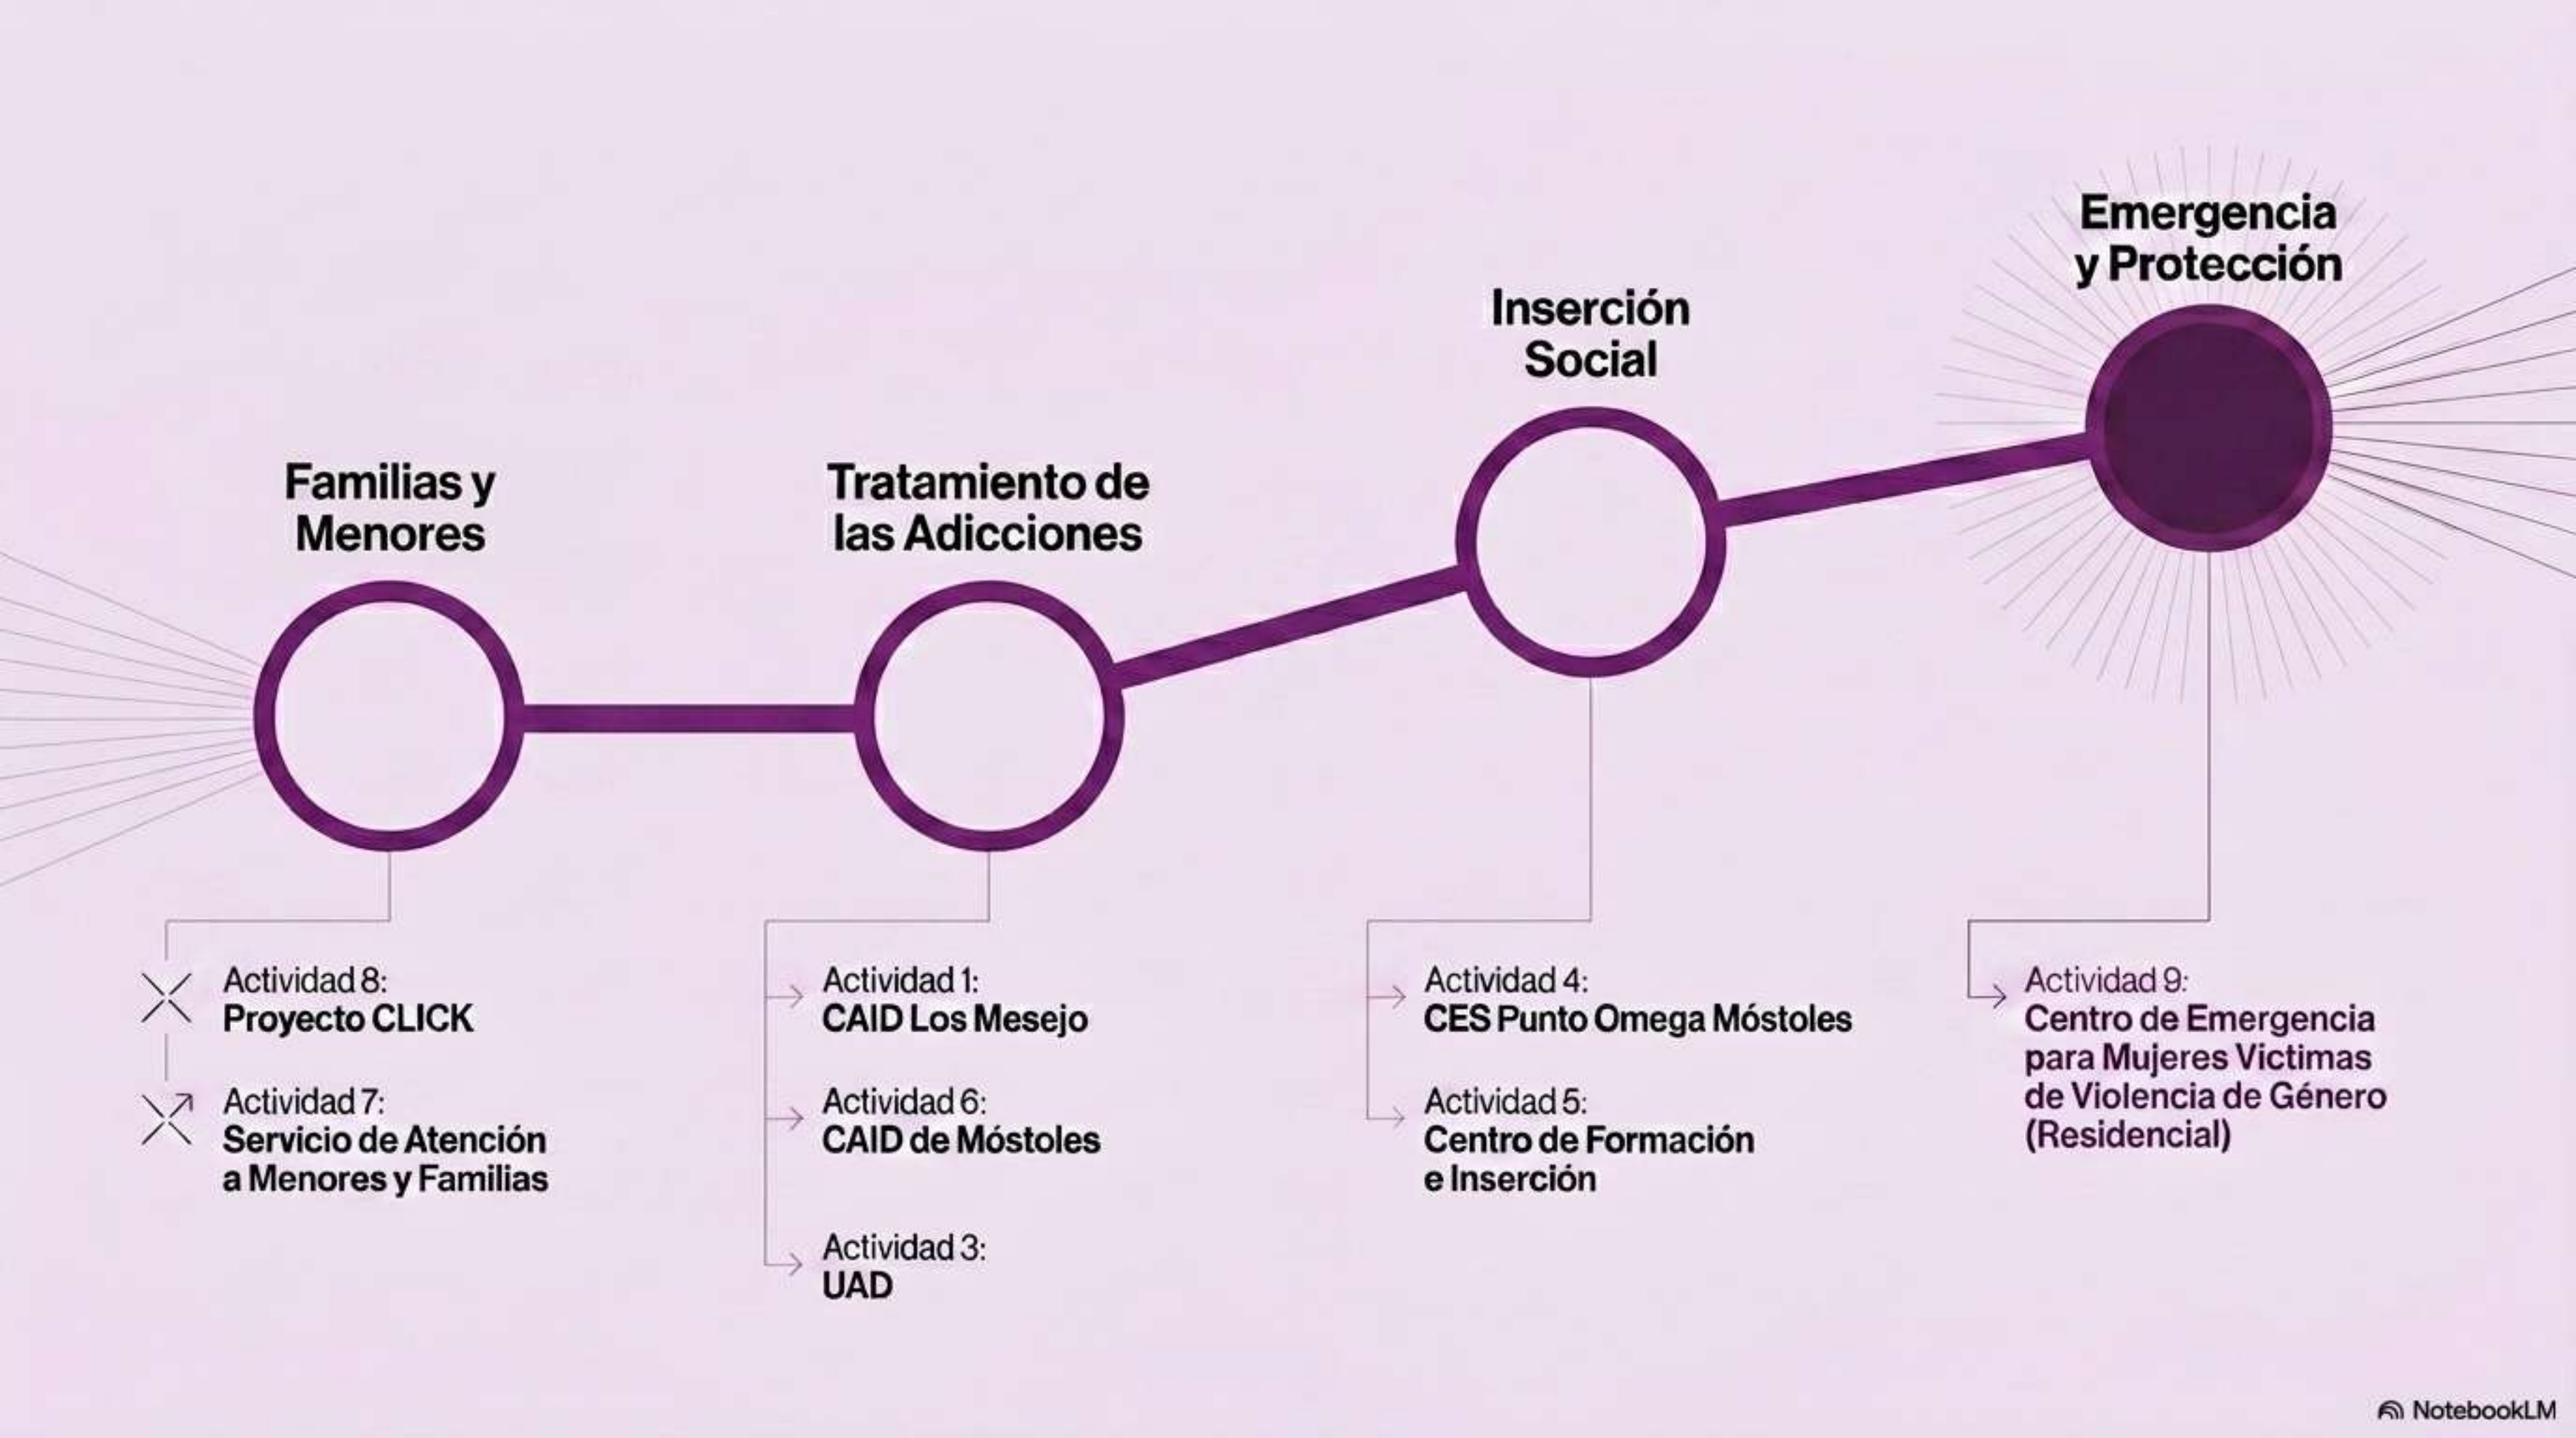 Familias y
Menores
Tratamiento de
las Adicciones
Inserción
Social
Emergencia
y Protección
Actividad 8:
Proyecto CLICK
Actividad 7:
Servicio de Atención
a Menores y Familias
Actividad 1:
CAID Los Mesejo
Actividad 6:
CAID de Móstoles
Actividad 3:
UAD
Actividad 4:
CES Punto Omega Móstoles
Actividad 5:
Centro de Formación
e Inserción
Actividad 9:
Centro de Emergencia
para Mujeres Victimas
de Violencia de Género
(Residencial)
NotebookLM